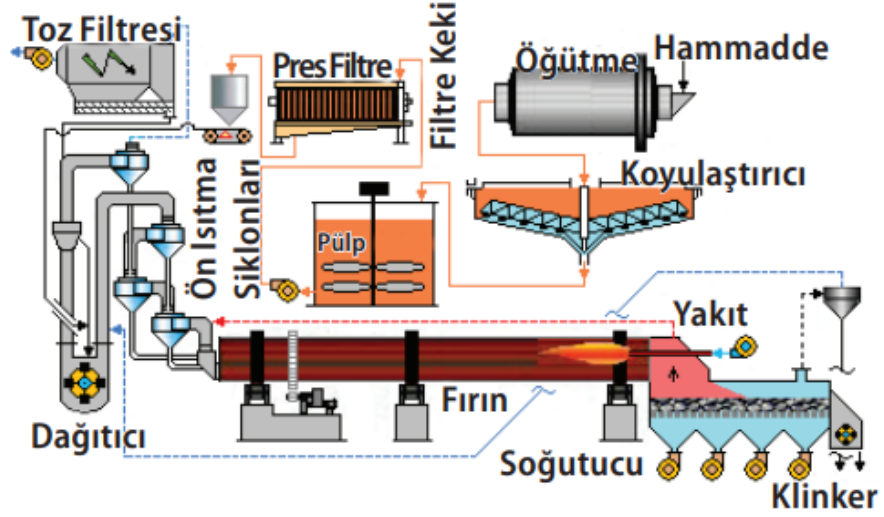 Toz Filtresi
Pres Filtre
Filtre Keki
Öğütme
Hammadde
Koyulaştırıcı
Ön Isıtma
Siklonları
Pülp
Yakıt
Fırın
Dağıtıcı
Soğutucu
Klinker